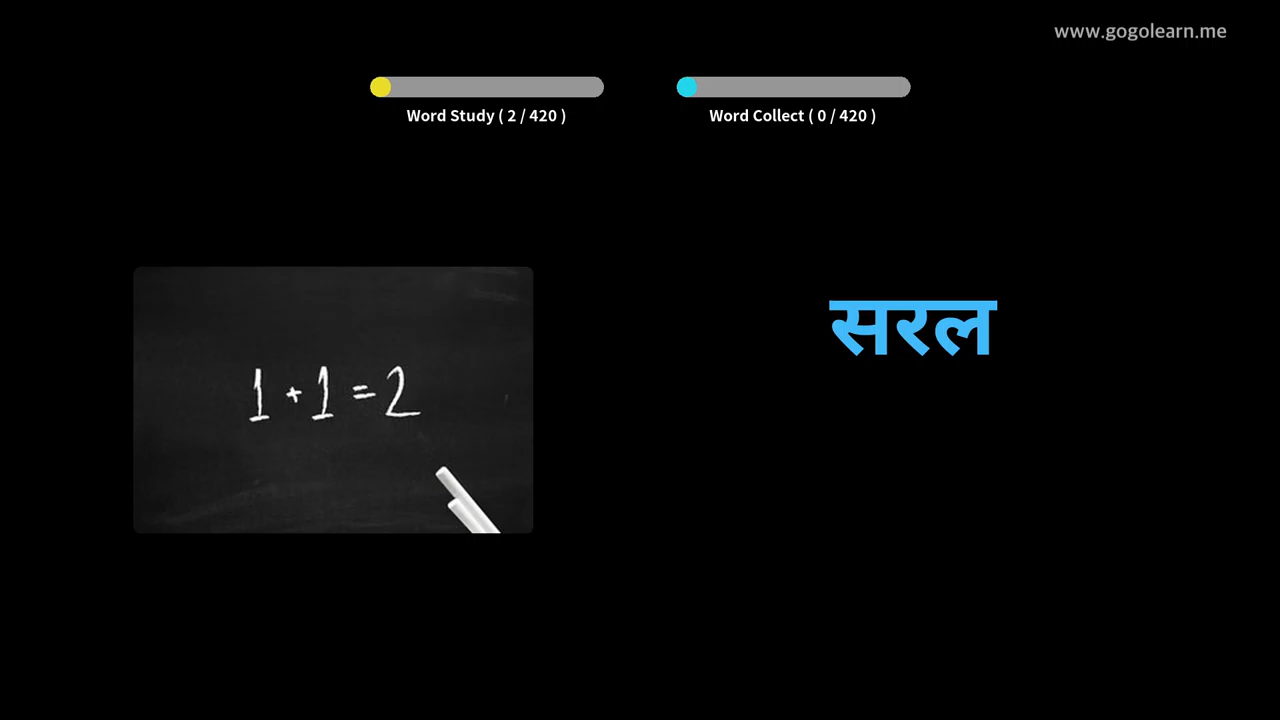 www.gogolearn.me
Word Study ( 2 / 420 )
Word Collect ( 0 / 420 )
1 + 1 = 2
सरल